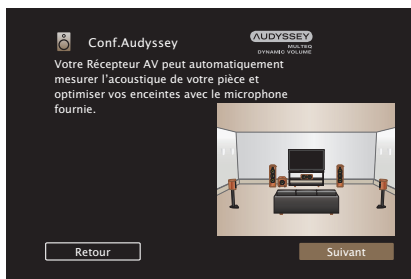 Conf.Audyssey
AUDYSSEY
MULTEQ
DYNAMIC VOLUME
Votre Récepteur AV peut automatiquement
mesurer l'acoustique de votre pièce et
optimiser vos enceintes avec le microphone
fournie.
Retour
Suivant